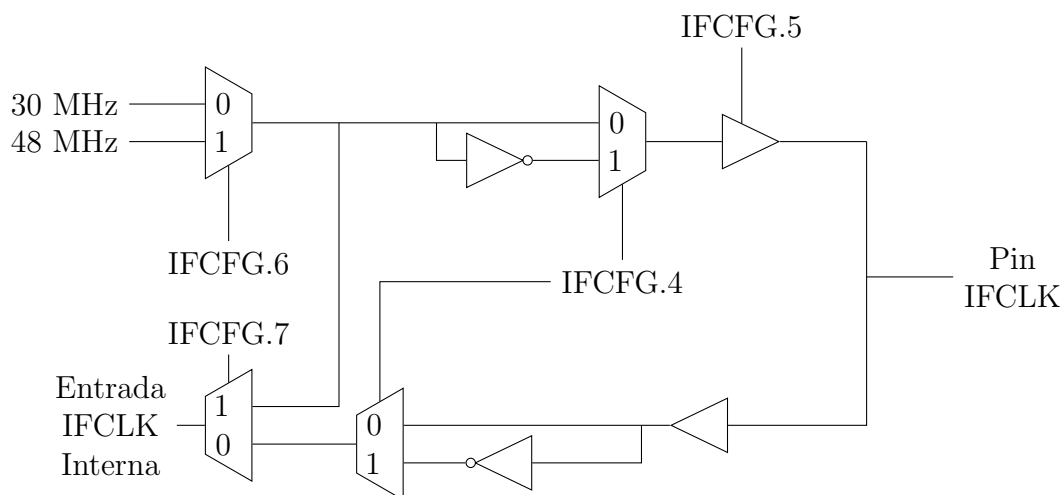 IFCFG.5
30 MHz
0
48 MHz
1
0
1
IFCFG.6
IFCFG.4
Pin
IFCLK
IFCFG.7
Entrada
IFCLK
Interna
1
0
0
1